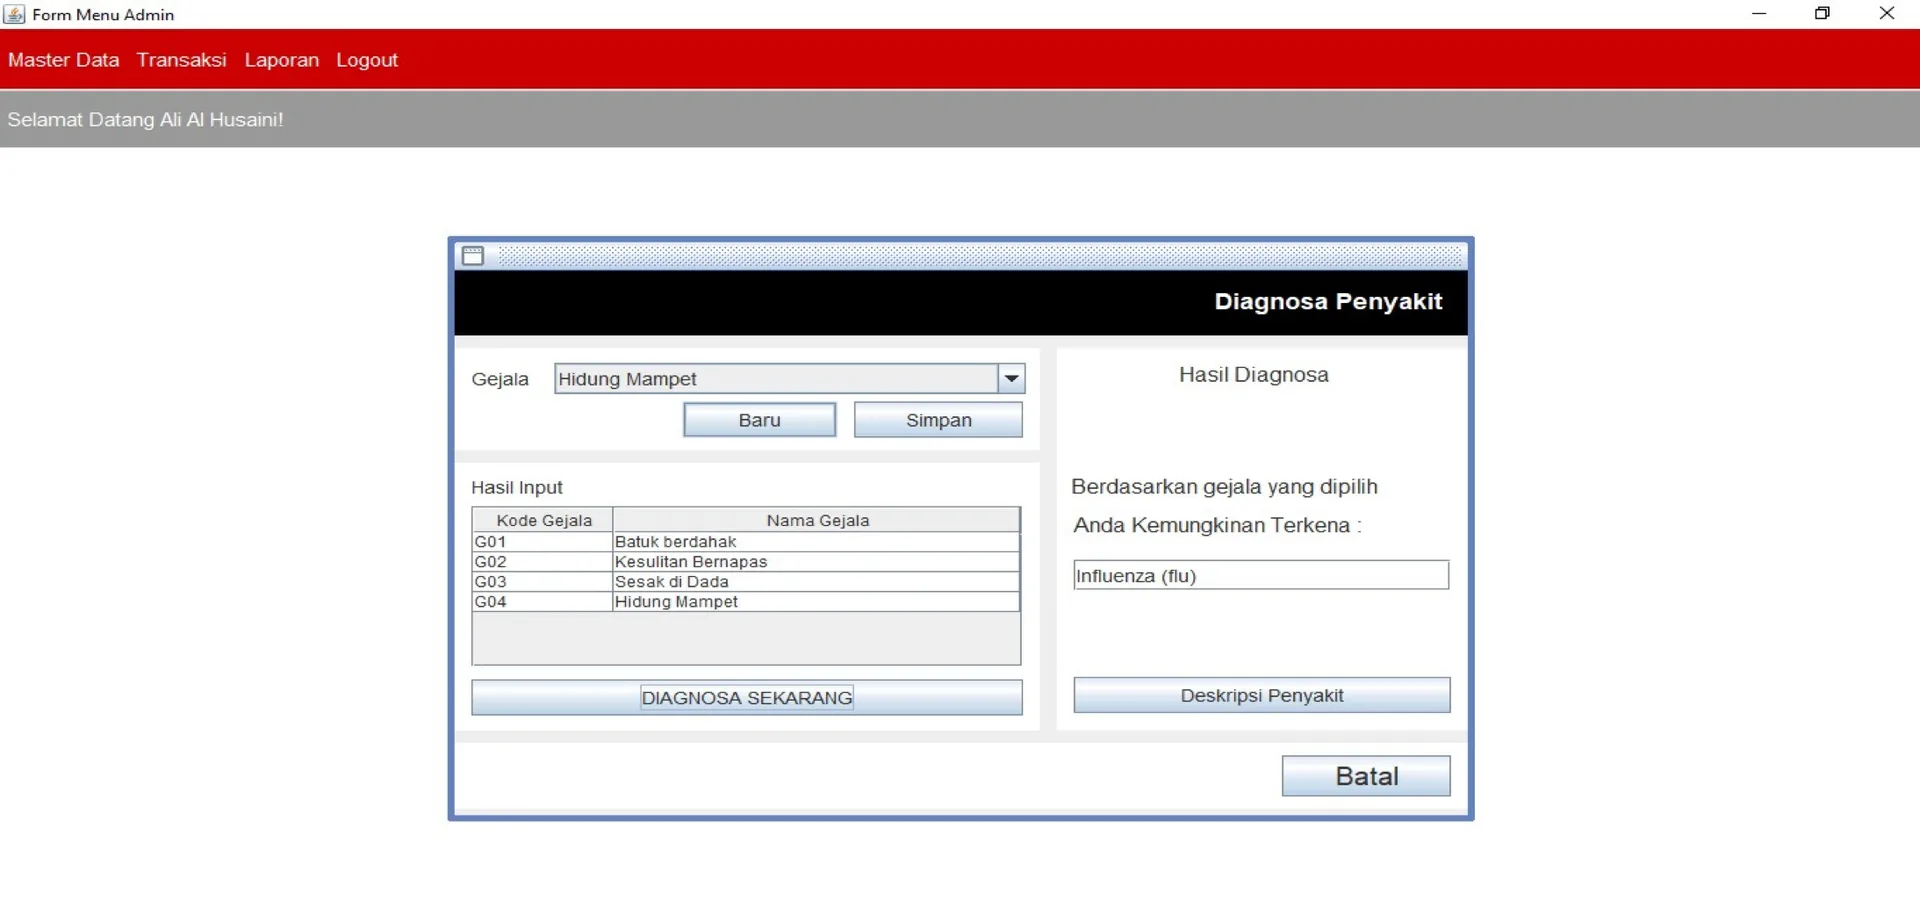 Form Menu Admin
Master Data Transaksi Laporan Logout
Selamat Datang Ali Al Husaini!
Diagnosa Penyakit
Gejala Hidung Mampet
Baru Simpan
Hasil Input
Kode Gejala Nama Gejala
G01 Batuk berdahak
G02 Kesulitan Bernapas
G03 Sesak di Dada
G04 Hidung Mampet
DIAGNOSA SEKARANG
Hasil Diagnosa
Berdasarkan gejala yang dipilih
Anda Kemungkinan Terkena :
Influenza (flu)
Deskripsi Penyakit
Batal